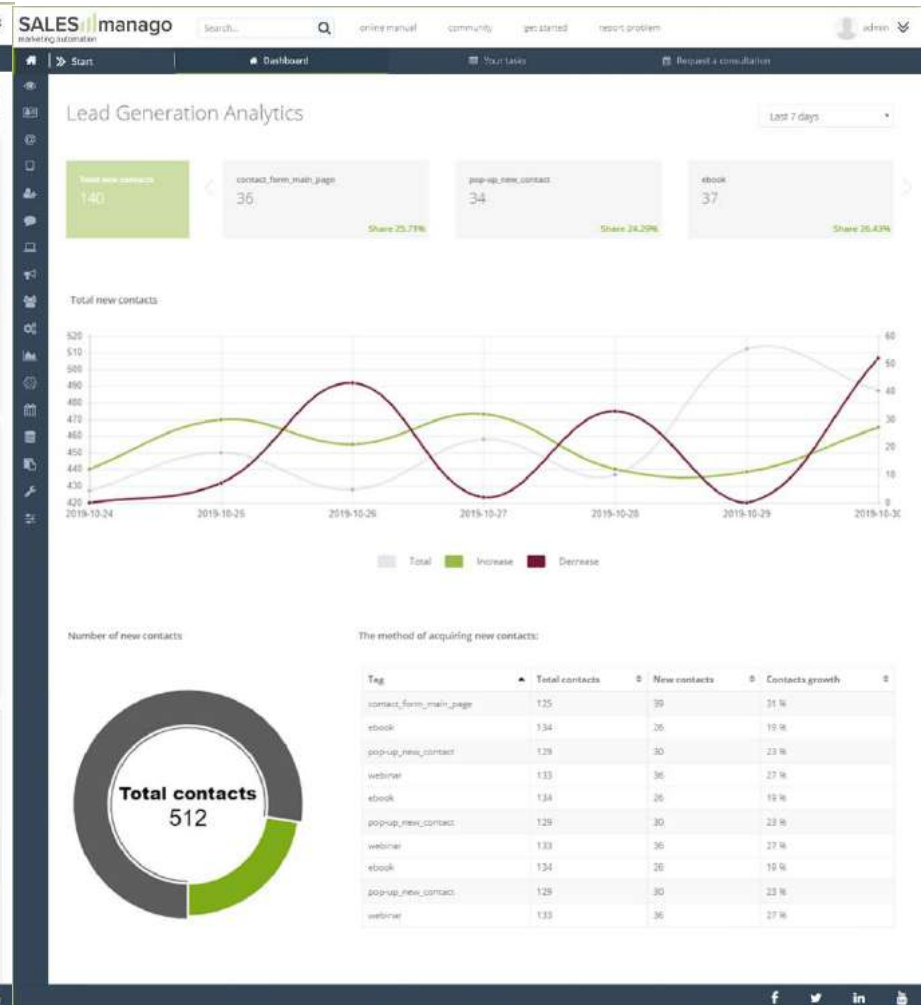 SALES manago
marketing automation
Search... online manual community get started report problem admin
Start Dashboard Your tasks Request a consultation
Lead Generation Analytics
Last 7 days
Total new contacts
140
contact_form_main_page
36
Share 25.71%
pop-up_new_contact
34
Share 24.29%
ebook
37
Share 26.43%
Total new contacts
520
510
500
490
480
470
460
450
440
430
420
60
50
40
30
20
10
0
2019-10-24 2019-10-25 2019-10-26 2019-10-27 2019-10-28 2019-10-29 2019-10-30
Total Increase Decrease
Number of new contacts
Total contacts
512
The method of acquiring new contacts:
Tag Total contacts New contacts Contacts growth
contact_form_main_page 125 39 31 %
ebook 134 26 19 %
pop-up_new_contact 129 30 23 %
webinar 133 36 27 %
ebook 134 26 19 %
pop-up_new_contact 129 30 23 %
webinar 133 36 27 %
ebook 134 26 19 %
pop-up_new_contact 129 30 23 %
webinar 133 36 27 %